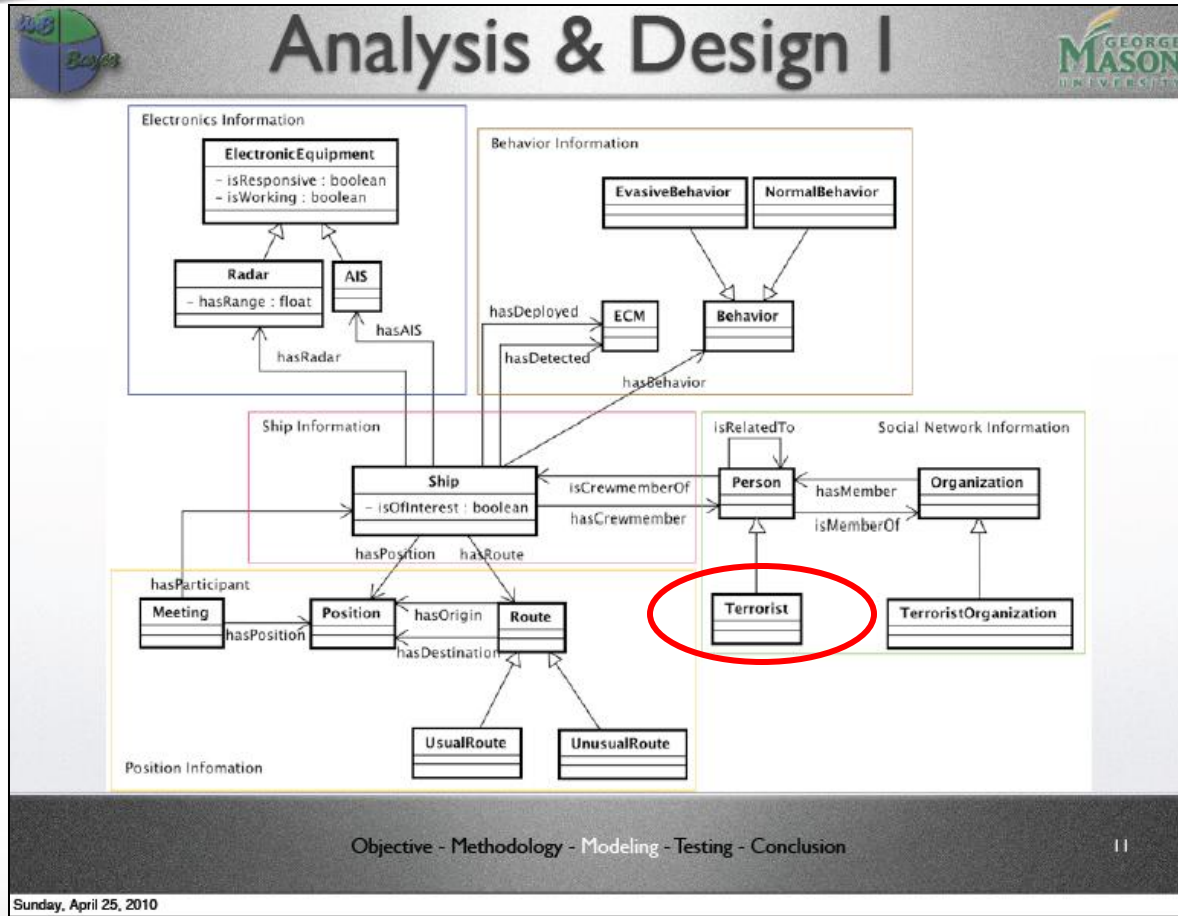 Analysis & Design I
GEORGE
MASON
UNIVERSITY
Electronics Information
ElectronicEquipment
- isResponsive : boolean
- isWorking : boolean
Radar
- hasRange : float
AIS
hasAIS
hasRadar
Behavior Information
EvasiveBehavior
NormalBehavior
hasDeployed
ECM
Behavior
hasDetected
hasBehavior
Ship Information
Ship
- isOfInterest : boolean
isCrewmemberOf
hasCrewmember
isRelatedTo
Social Network Information
Person
hasMember
Organization
isMemberOf
Terrorist
TerroristOrganization
hasPosition
hasRoute
hasParticipant
Meeting
hasPosition
Position
hasOrigin
Route
hasDestination
UsualRoute
UnusualRoute
Position Infomation
Objective - Methodology - Modeling - Testing - Conclusion
11
Sunday, April 25, 2010